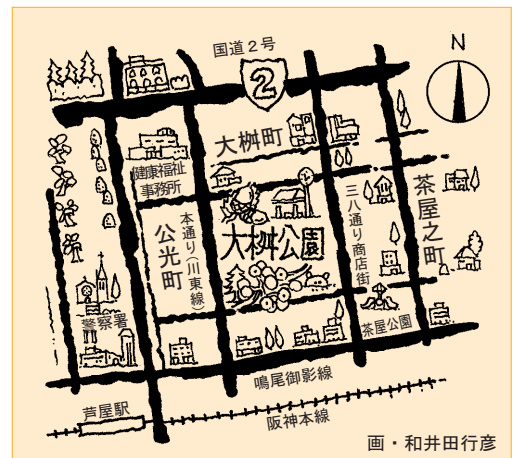 国道2号
N
2
大桝町
健康福祉
事務所
本通り(川東線)
公光町
大桝公園
三八通り商店街
茶屋之町
警察署
茶屋公園
鳴尾御影線
芦屋駅
阪神本線
画・和井田行彦